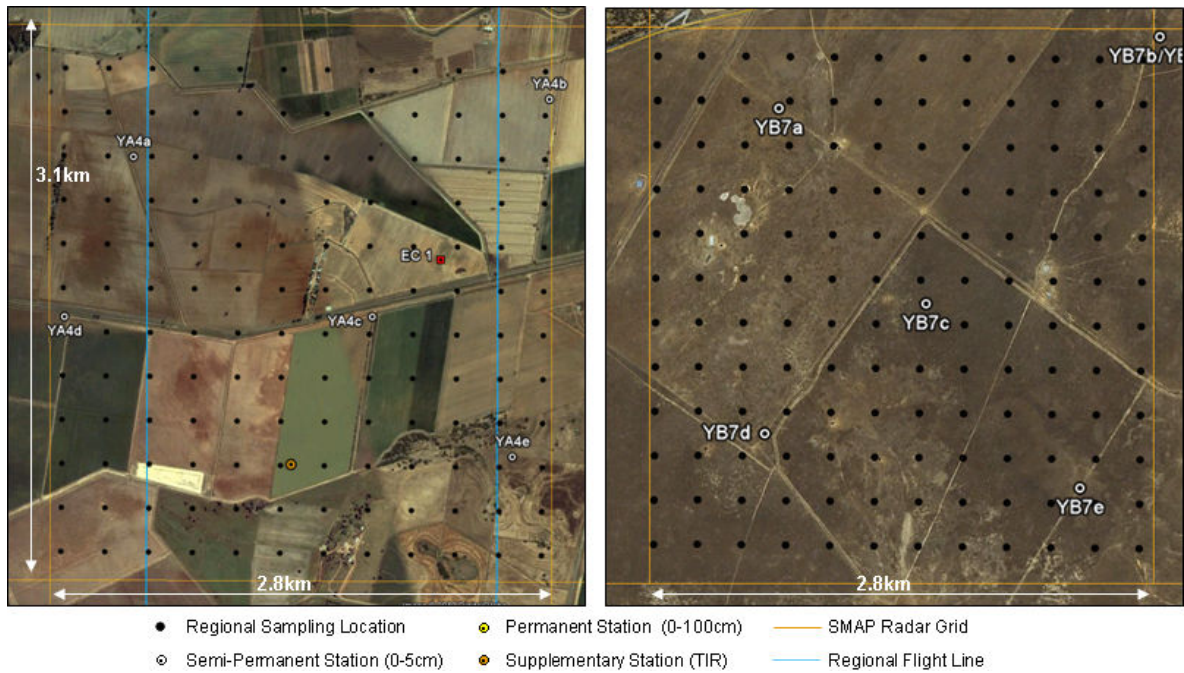 YA4b
YA4a
3.1km
EC 1
YA4d
YA4c
YA4e
2.8km
YB7b/YB
YB7a
YB7c
YB7d
YB7e
2.8km
Regional Sampling Location
Permanent Station (0-100cm)
SMAP Radar Grid
Semi-Permanent Station (0-5cm)
Supplementary Station (TIR)
Regional Flight Line